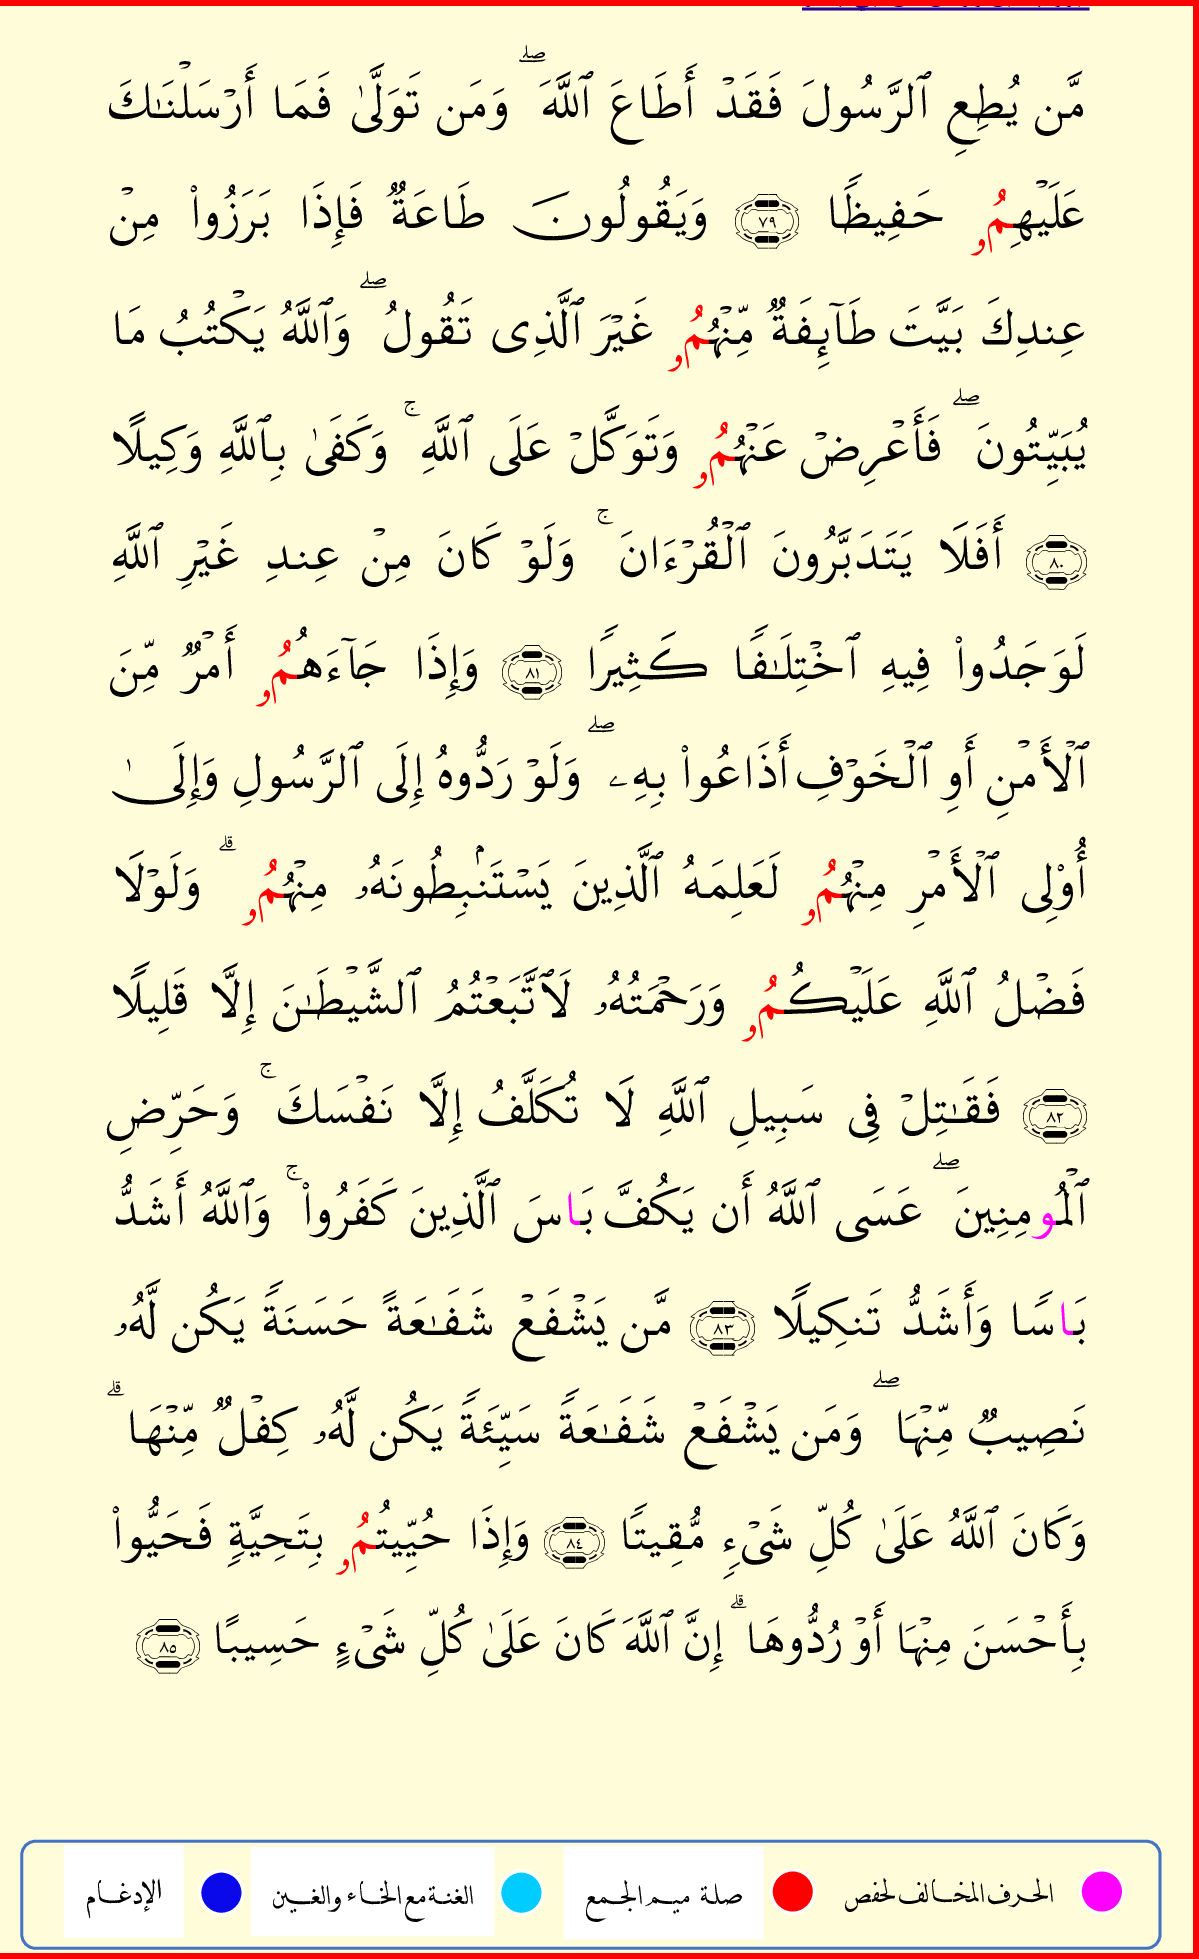 مَّن يُطِعِ ٱلرَّسُولَ فَقَدْ أَطَاعَ ٱللَّهَ ۖ وَمَن تَوَلَّىٰ فَمَا أَرْسَلْنَـٰكَ
عَلَيْهِمُۥ حَفِيظًا ٧٩ وَيَقُولُونَ طَاعَةٌ فَإِذَا بَرَزُوا۟ مِنْ
عِندِكَ بَيَّتَ طَآئِفَةٌ مِّنْهُمُۥ غَيْرَ ٱلَّذِى تَقُولُ ۖ وَٱللَّهُ يَكْتُبُ مَا
يُبَيِّتُونَ ۖ فَأَعْرِضْ عَنْهُمُۥ وَتَوَكَّلْ عَلَى ٱللَّهِ ۚ وَكَفَىٰ بِٱللَّهِ وَكِيلًا
٨٠ أَفَلَا يَتَدَبَّرُونَ ٱلْقُرْءَانَ ۚ وَلَوْ كَانَ مِنْ عِندِ غَيْرِ ٱللَّهِ
لَوَجَدُوا۟ فِيهِ ٱخْتِلَـٰفًا كَثِيرًا ٨١ وَإِذَا جَآءَهُمُۥ أَمْرٌ مِّنَ
ٱلْأَمْنِ أَوِ ٱلْخَوْفِ أَذَاعُوا۟ بِهِۦ ۖ وَلَوْ رَدُّوهُ إِلَى ٱلرَّسُولِ وَإِلَىٰ
أُو۟لِى ٱلْأَمْرِ مِنْهُمُۥ لَعَلِمَهُ ٱلَّذِينَ يَسْتَنۢبِطُونَهُۥ مِنْهُمُۥ ۗ وَلَوْلَا
فَضْلُ ٱللَّهِ عَلَيْكُمُۥ وَرَحْمَتُهُۥ لَٱتَّبَعْتُمُ ٱلشَّيْطَـٰنَ إِلَّا قَلِيلًا
٨٢ فَقَـٰتِلْ فِى سَبِيلِ ٱللَّهِ لَا تُكَلَّفُ إِلَّا نَفْسَكَ ۚ وَحَرِّضِ
ٱلْمُومِنِينَ ۖ عَسَى ٱللَّهُ أَن يَكُفَّ بَاسَ ٱلَّذِينَ كَفَرُوا۟ ۚ وَٱللَّهُ أَشَدُّ
بَاسًا وَأَشَدُّ تَنكِيلًا ٨٣ مَّن يَشْفَعْ شَفَـٰعَةً حَسَنَةً يَكُن لَّهُۥ
نَصِيبٌ مِّنْهَا ۖ وَمَن يَشْفَعْ شَفَـٰعَةً سَيِّئَةً يَكُن لَّهُۥ كِفْلٌ مِّنْهَا ۗ
وَكَانَ ٱللَّهُ عَلَىٰ كُلِّ شَىْءٍ مُّقِيتًا ٨٤ وَإِذَا حُيِّيتُمُۥ بِتَحِيَّةٍ فَحَيُّوا۟
بِأَحْسَنَ مِنْهَا أَوْ رُدُّوهَا ۗ إِنَّ ٱللَّهَ كَانَ عَلَىٰ كُلِّ شَىْءٍ حَسِيبًا ٨٥
الحرف المخالف لحفص صلة ميم الجمع الغنة مع الخاء والغين الإدغام